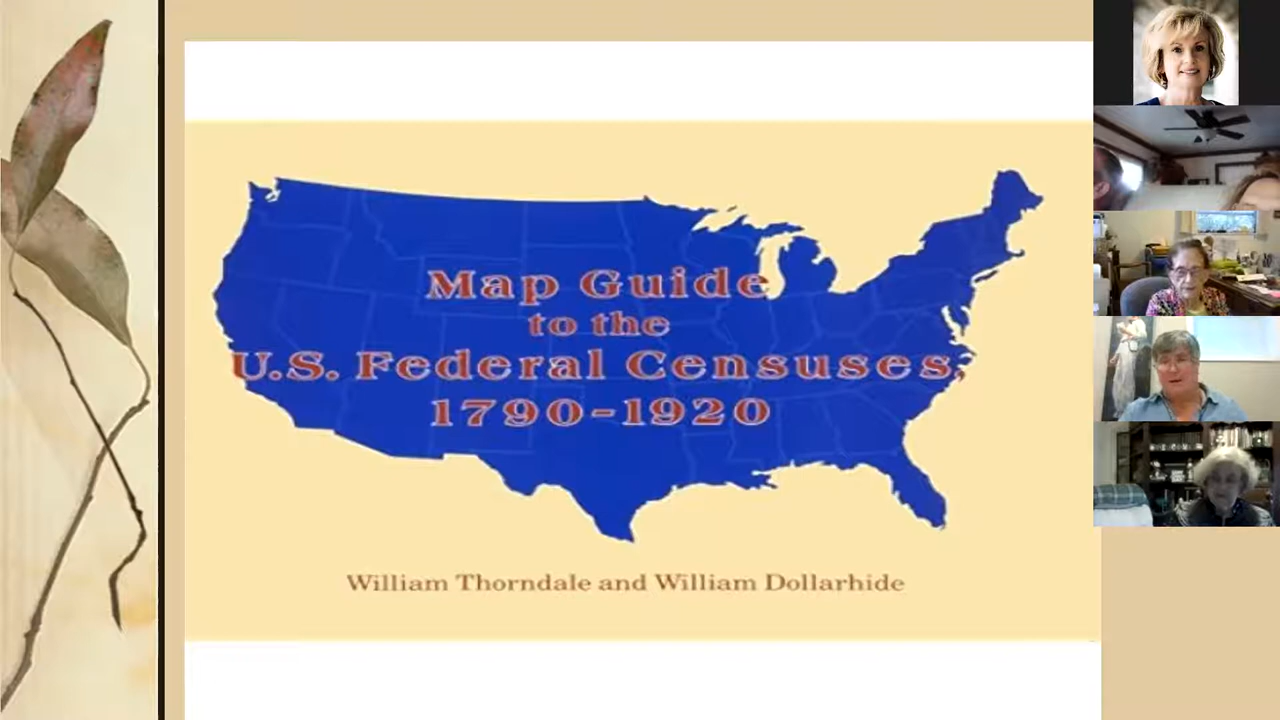 Map Guide
to the
U.S. Federal Censuses,
1790-1920
William Thorndale and William Dollarhide